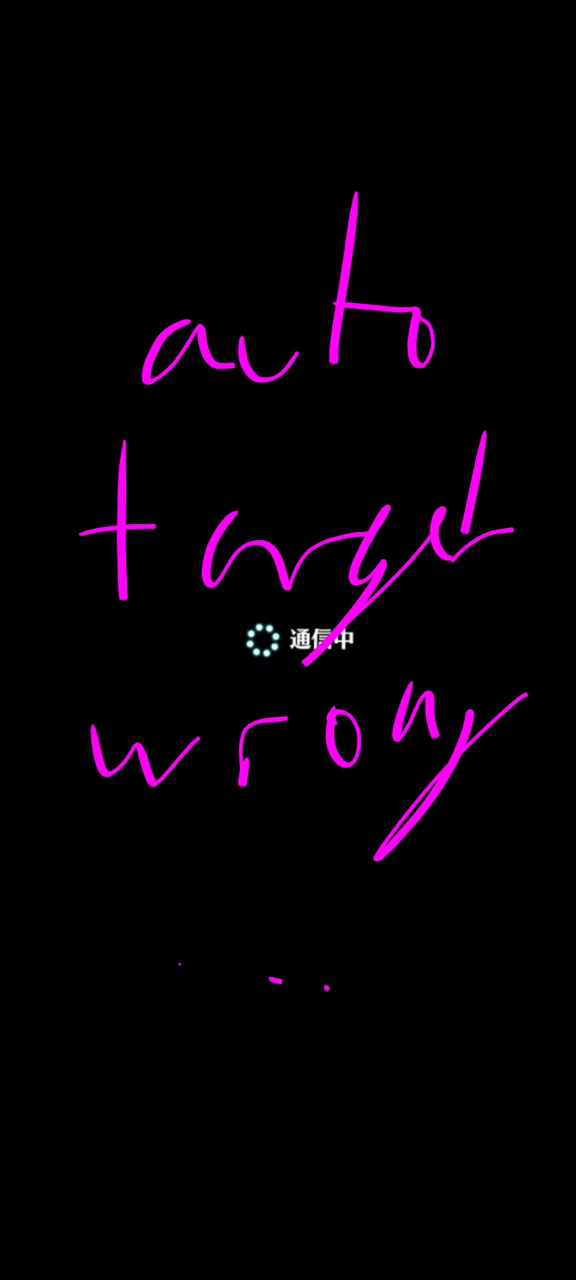 auto
target
通信中
wrong
...